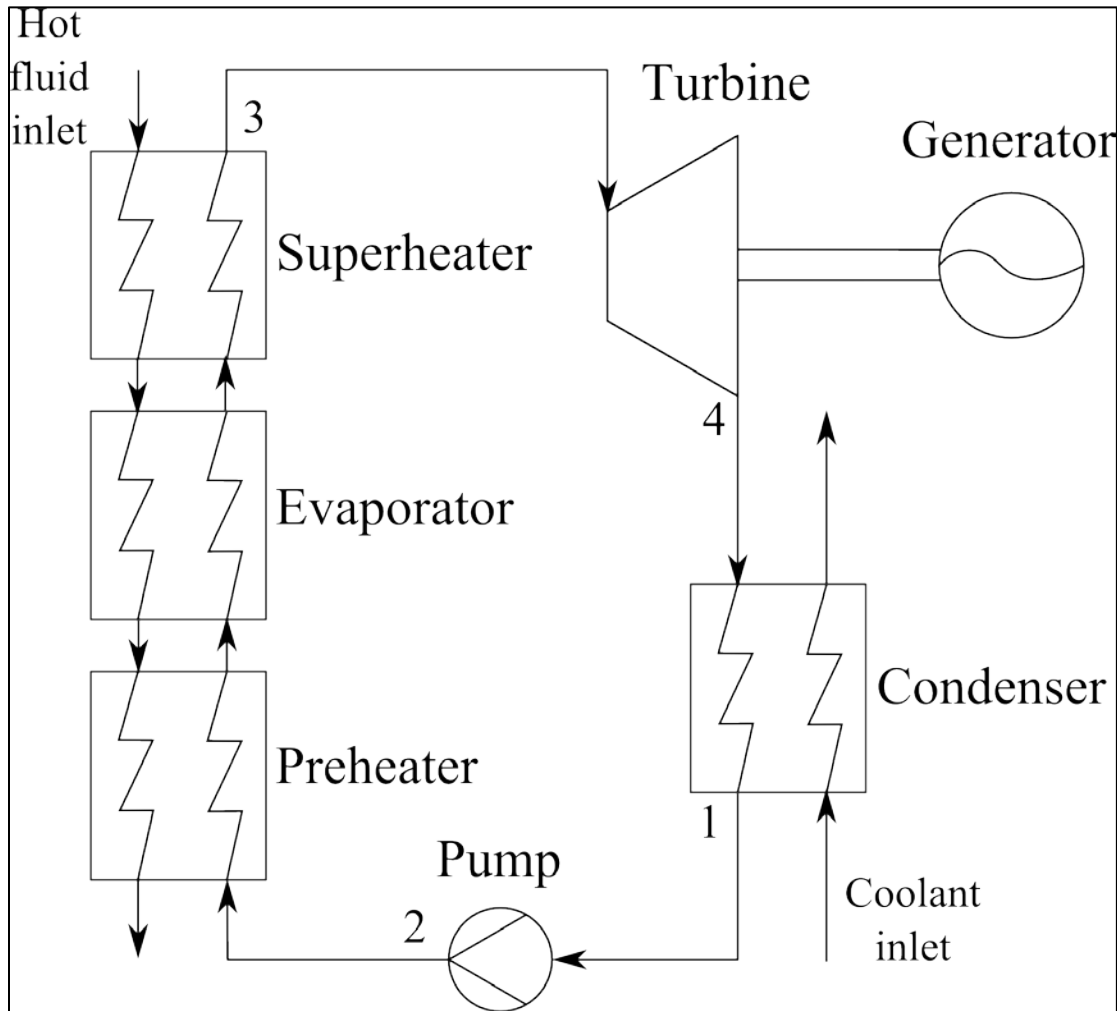 Hot
fluid
inlet
3
Turbine
Generator
Superheater
4
Evaporator
Condenser
Preheater
1
Pump
2
Coolant
inlet